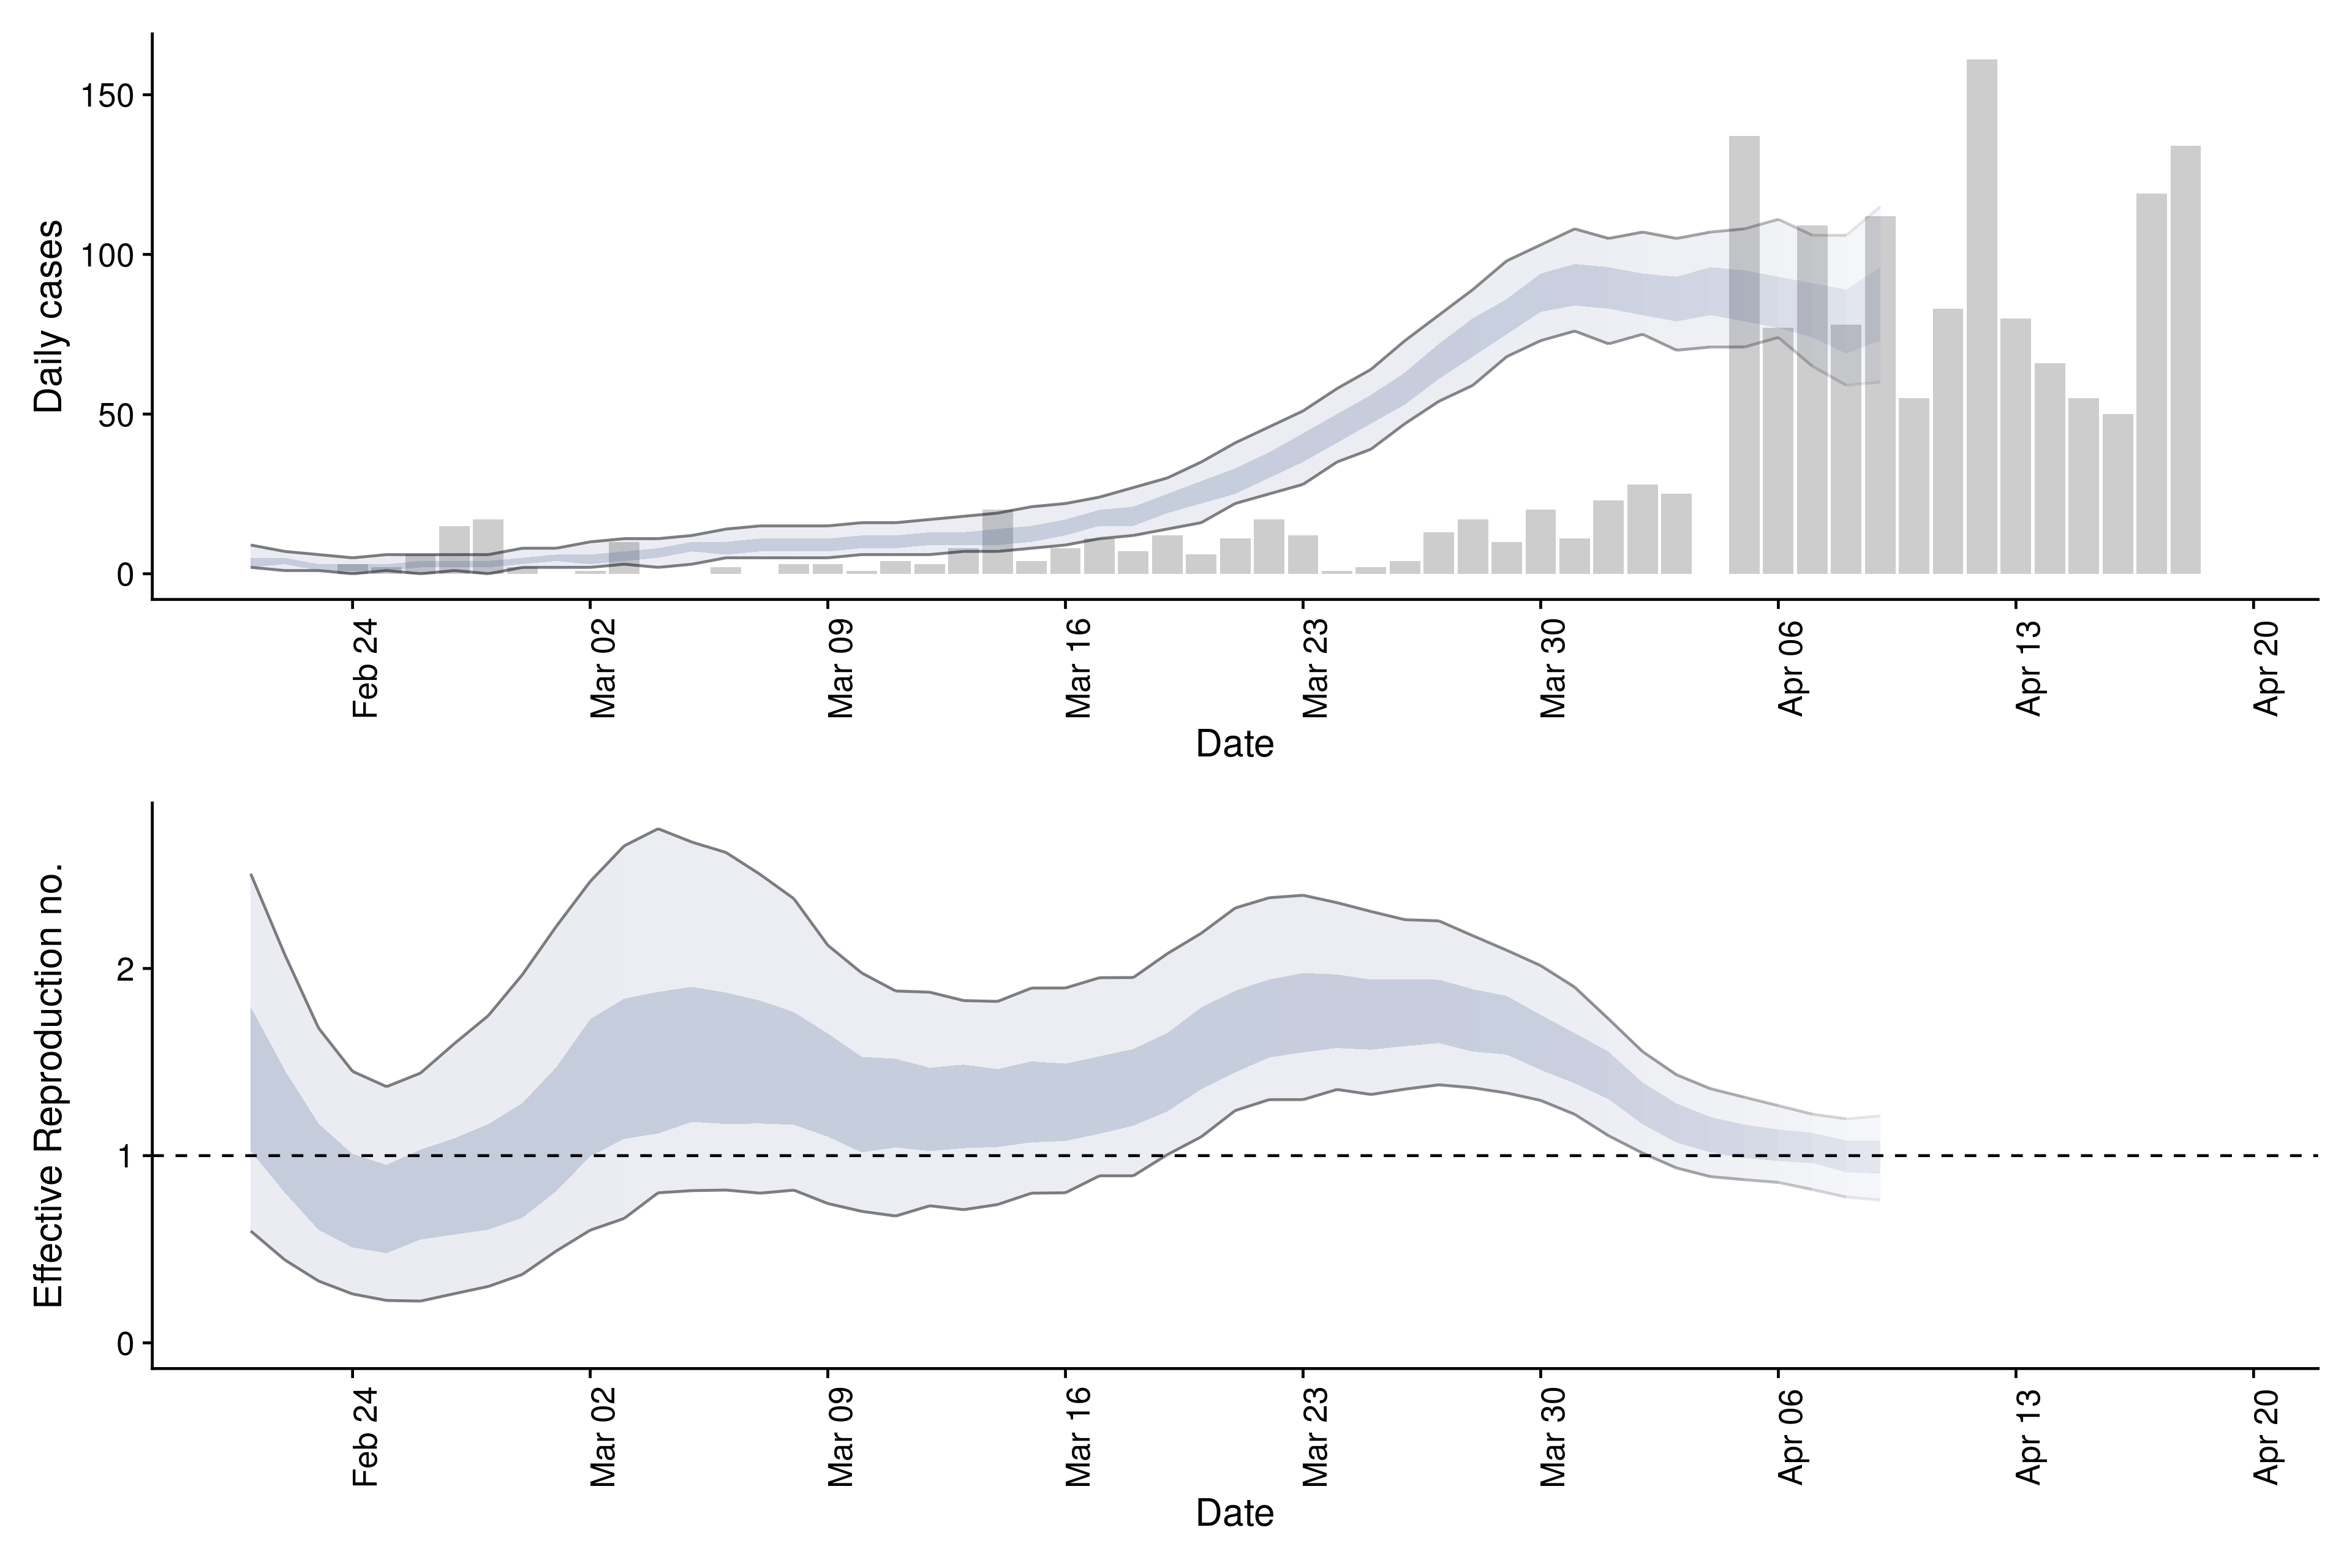 150
100
50
0
Daily cases
Feb 24
Mar 02
Mar 09
Mar 16
Mar 23
Mar 30
Apr 06
Apr 13
Apr 20
Date
2
1
0
Effective Reproduction no.
Feb 24
Mar 02
Mar 09
Mar 16
Mar 23
Mar 30
Apr 06
Apr 13
Apr 20
Date